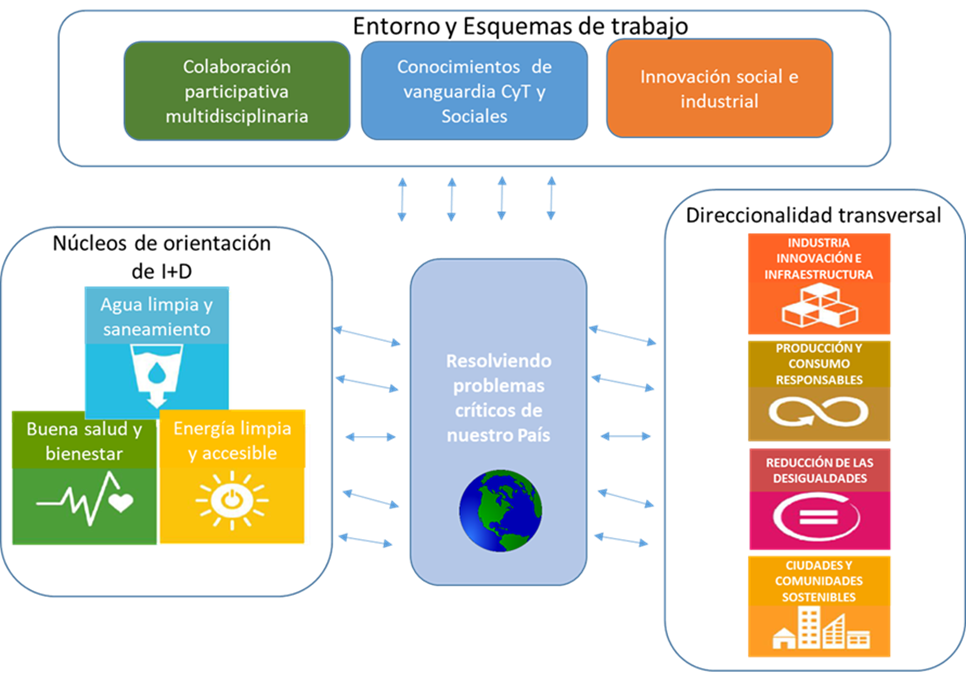 Entorno y Esquemas de trabajo
Colaboración
participativa
multidisciplinaria
Conocimientos de
vanguardia CyT y
Sociales
Innovación social e
industrial
Núcleos de orientación
de I+D
Agua limpia y
saneamiento
Buena salud y
bienestar
Energía limpia
y accesible
Resolviendo
problemas
críticos de
nuestro País
Direccionalidad transversal
INDUSTRIA
INNOVACIÓN E
INFRAESTRUCTURA
PRODUCCIÓN Y
CONSUMO
RESPONSABLES
REDUCCIÓN DE LAS
DESIGUALDADES
CIUDADES Y
COMUNIDADES
SOSTENIBLES